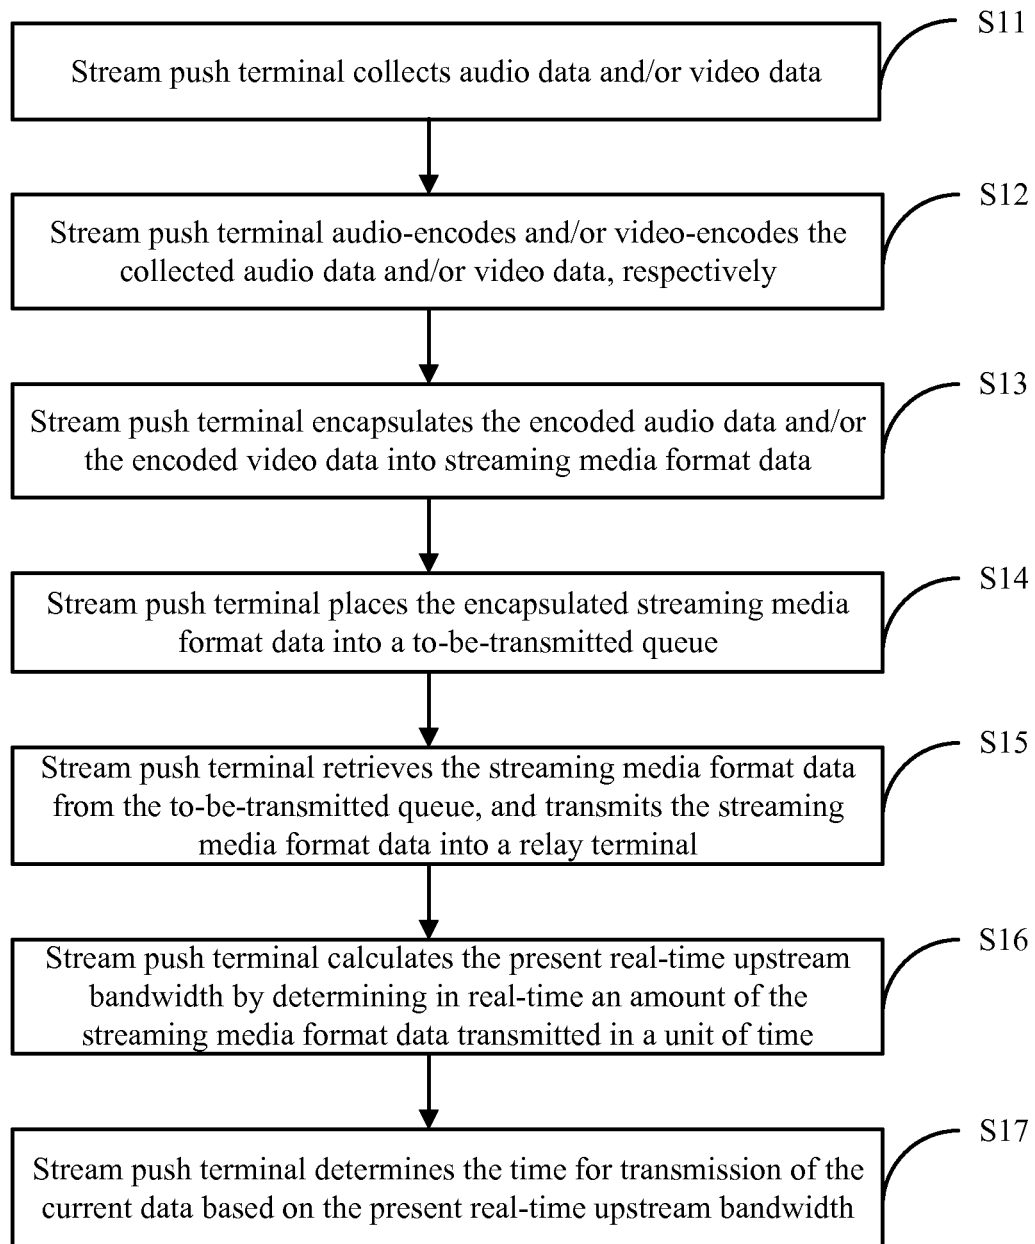 S11
Stream push terminal collects audio data and/or video data
S12
Stream push terminal audio-encodes and/or video-encodes the
collected audio data and/or video data, respectively
S13
Stream push terminal encapsulates the encoded audio data and/or
the encoded video data into streaming media format data
S14
Stream push terminal places the encapsulated streaming media
format data into a to-be-transmitted queue
S15
Stream push terminal retrieves the streaming media format data
from the to-be-transmitted queue, and transmits the streaming
media format data into a relay terminal
S16
Stream push terminal calculates the present real-time upstream
bandwidth by determining in real-time an amount of the
streaming media format data transmitted in a unit of time
S17
Stream push terminal determines the time for transmission of the
current data based on the present real-time upstream bandwidth